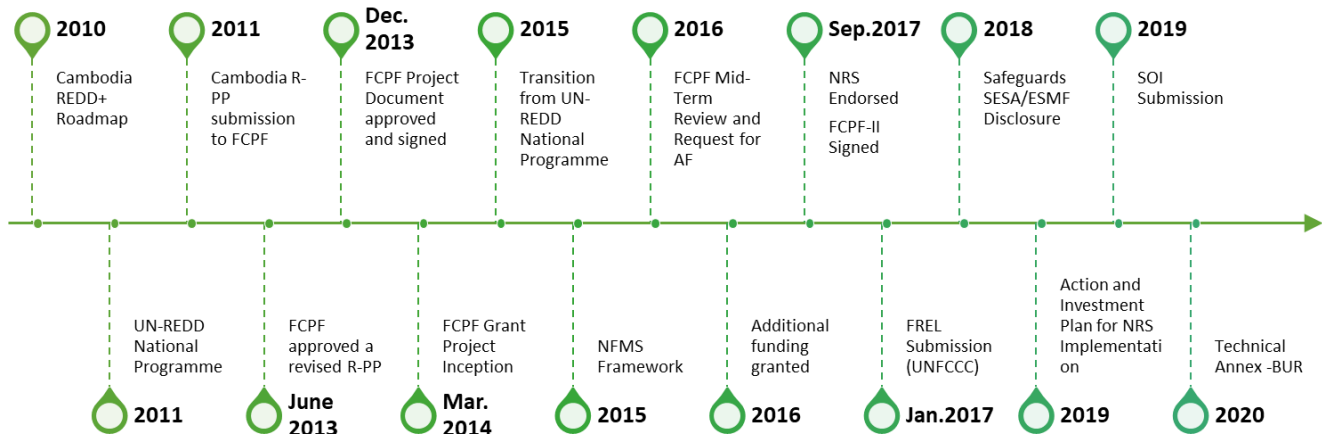 2010
Cambodia
REDD+
Roadmap
2011
Cambodia R-
PP
submission
to FCPF
Dec.
2013
FCPF Project
Document
approved
and signed
2015
Transition
from UN-
REDD
National
Programme
2016
FCPF Mid-
Term
Review and
Request for
AF
Sep.2017
NRS
Endorsed
FCPF-II
Signed
2018
Safeguards
SESA/ESMF
Disclosure
2019
SOI
Submission
UN-REDD
National
Programme
2011
FCPF
approved a
revised R-PP
June
2013
FCPF Grant
Project
Inception
Mar.
2014
NFMS
Framework
2015
Additional
funding
granted
2016
FREL
Submission
(UNFCCC)
Jan.2017
Action and
Investment
Plan for NRS
Implementati
on
2019
Technical
Annex -BUR
2020